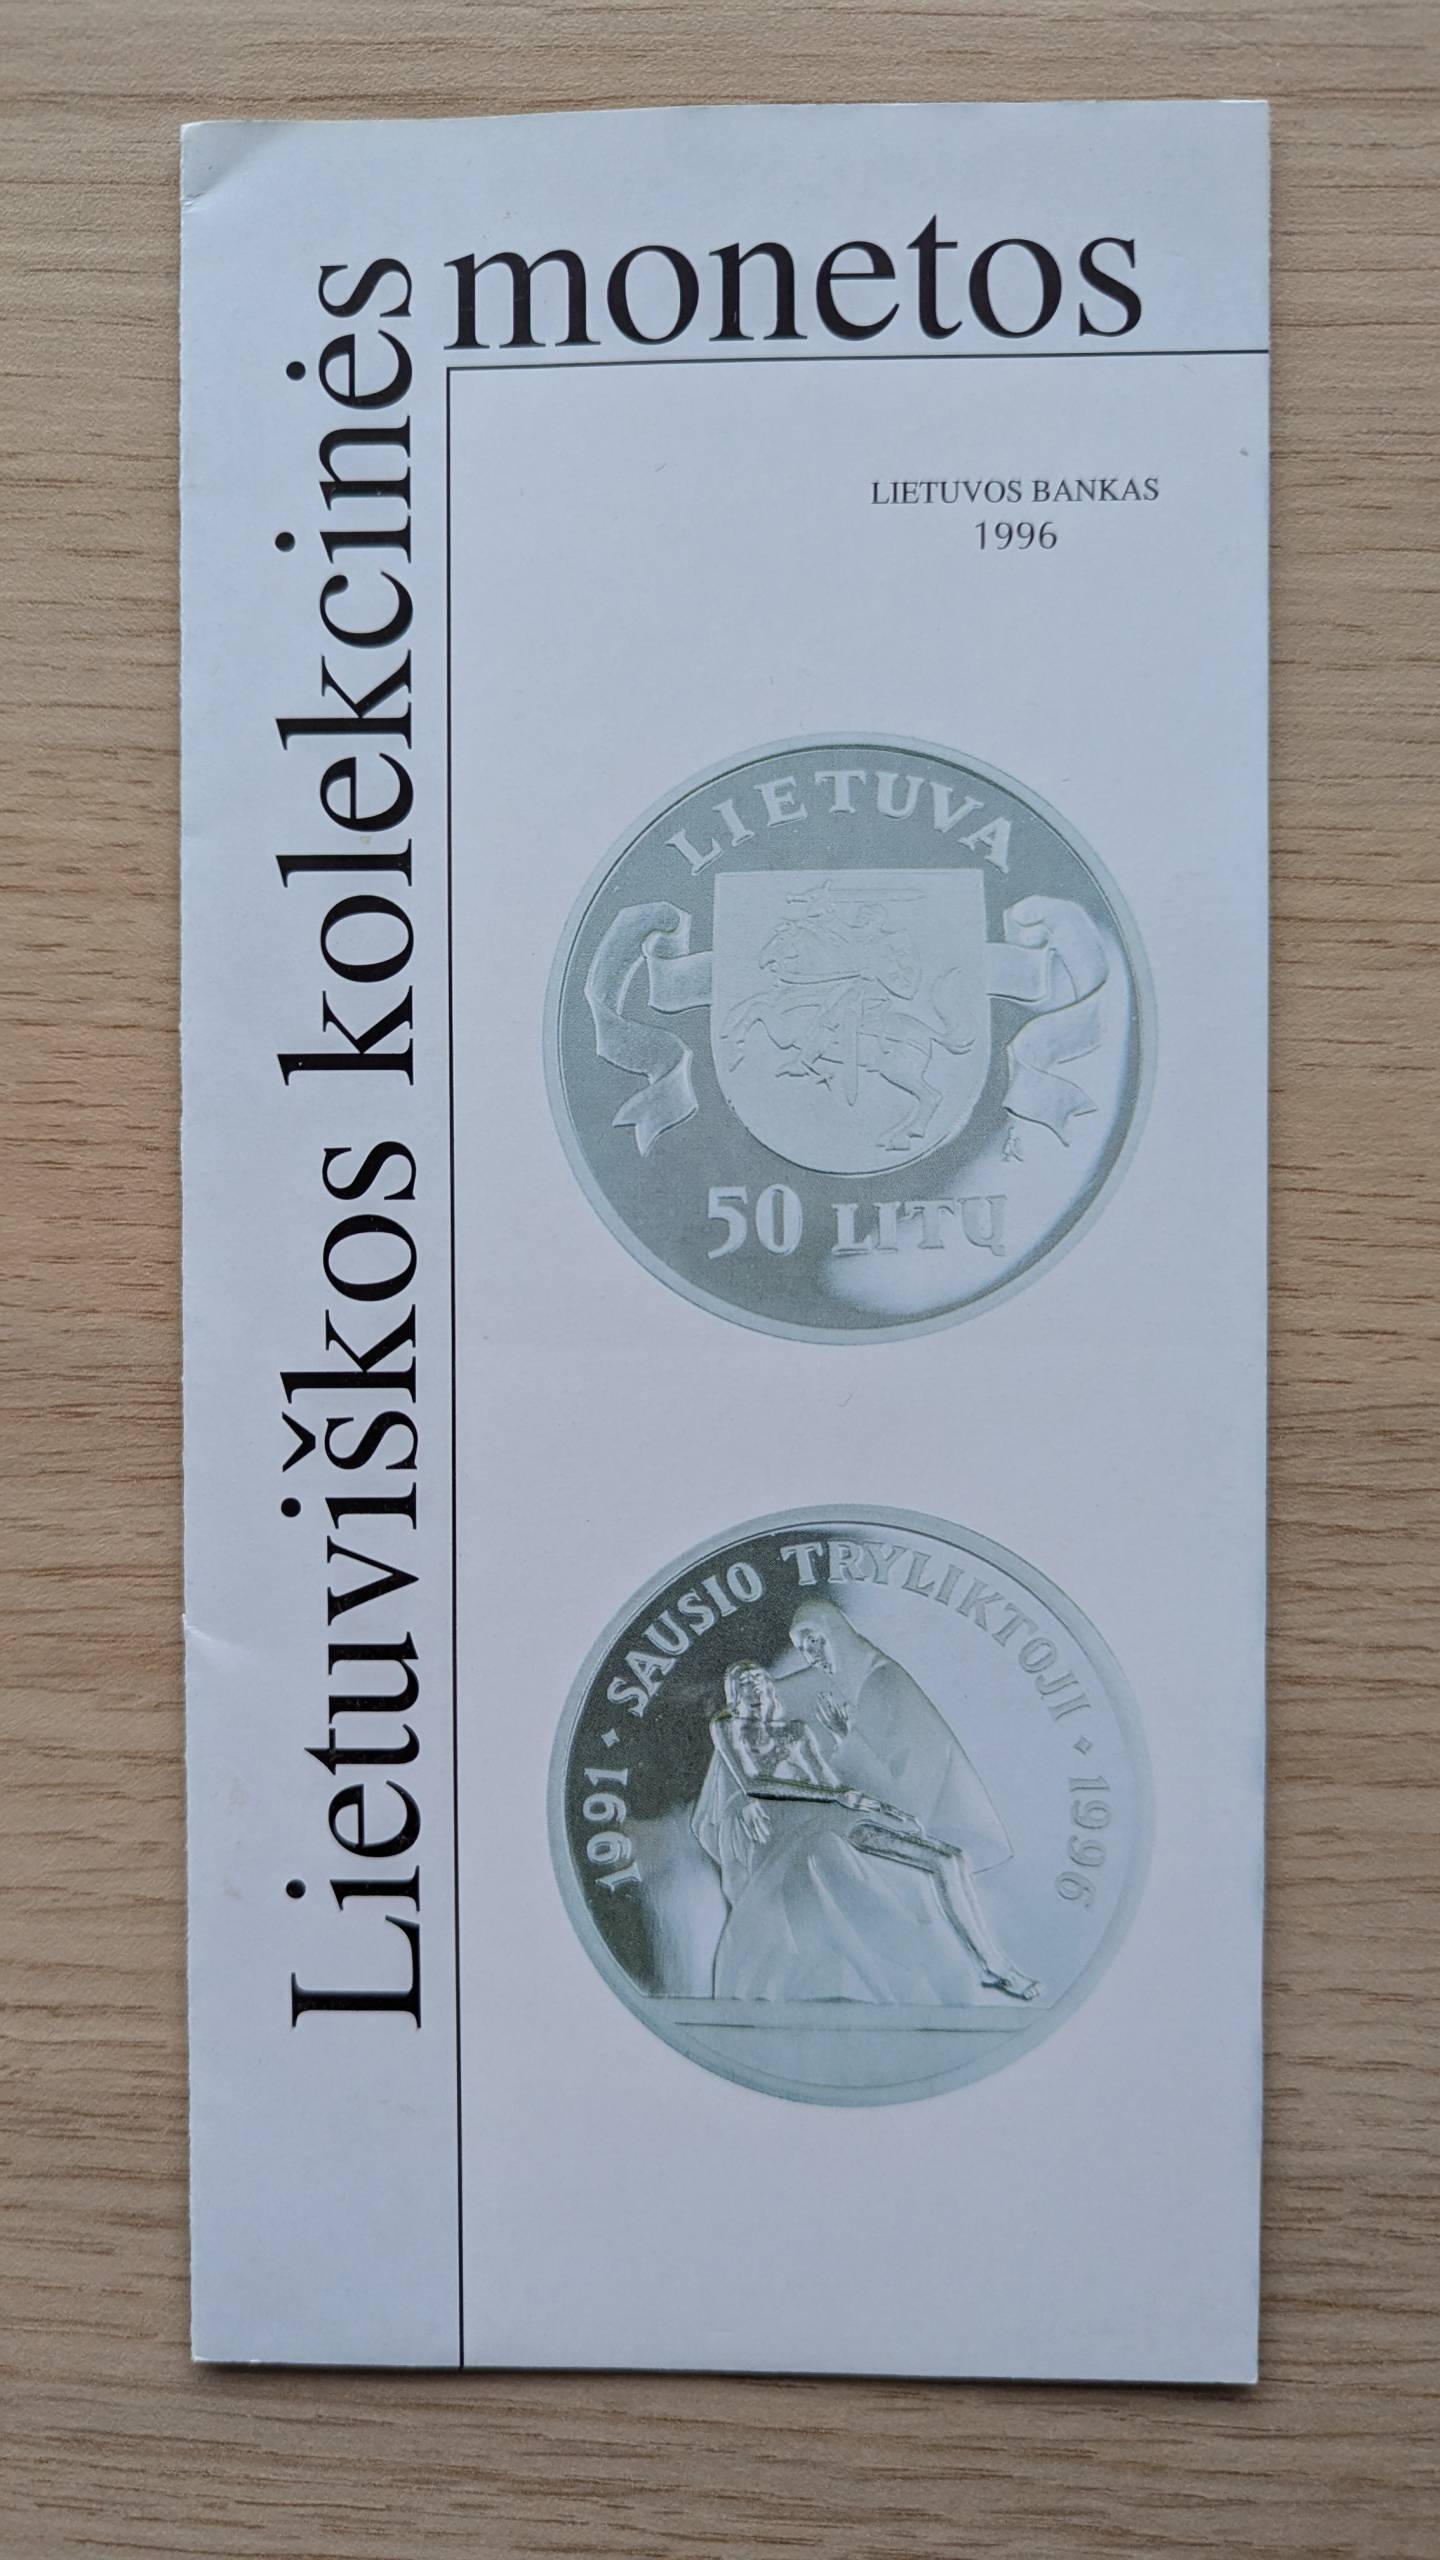 Lietuviškos kolekcinės
monetos
LIETUVOS BANKAS
1996
LIETUVA
50 LITŲ
1991 • SAUSIO TRYLIKTOJI • 1996